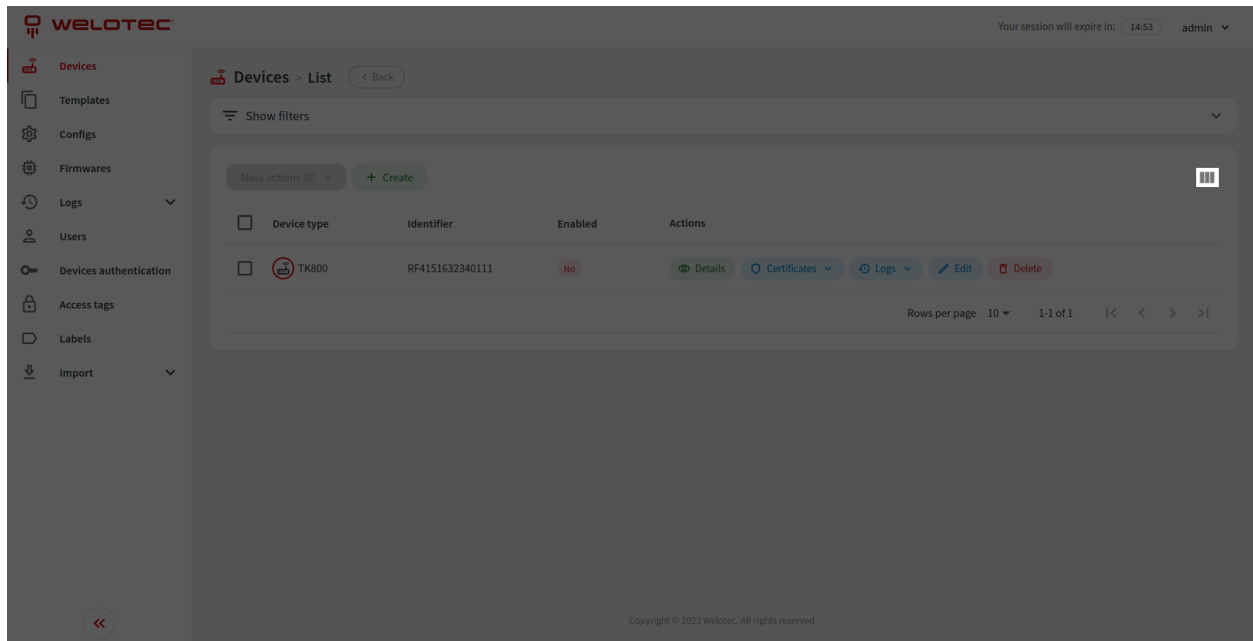 welotec
Your session will expire in: 14:53 admin
Devices
Templates
Configs
Firmwares
Logs
Users
Devices authentication
Access tags
Labels
Import
Devices > List < Back
Show filters
Mass actions (0) + Create
Device type Identifier Enabled Actions
TK800 RF4151632340111 No Details Certificates Logs Edit Delete
Rows per page 10 1-1 of 1
Copyright © 2023 Welotec. All rights reserved.